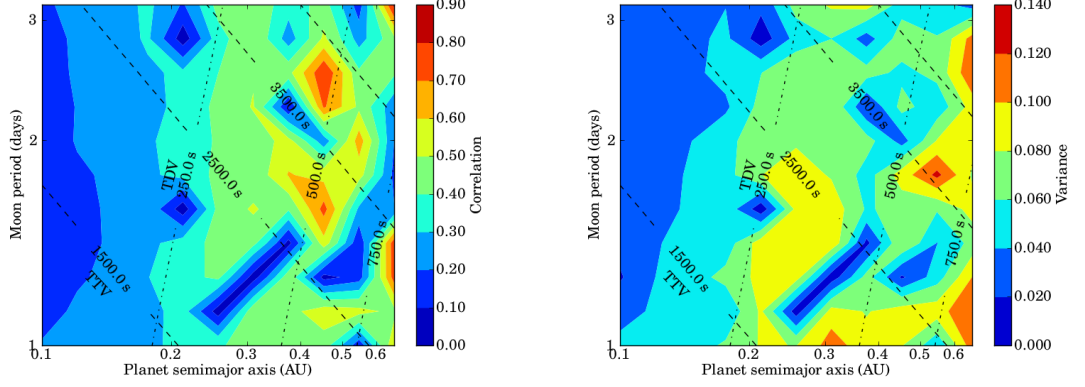 3
2
1
Moon period (days)
0.1
0.2
0.3
0.4
0.5
0.6
Planet semimajor axis (AU)
3500.0 s
2500.0 s
TDV
250.0 s
500.0 s
750.0 s
1500.0 s
TTV
0.90
0.80
0.70
0.60
0.50
0.40
0.30
0.20
0.10
0.00
Correlation
3
2
1
Moon period (days)
0.1
0.2
0.3
0.4
0.5
0.6
Planet semimajor axis (AU)
3500.0 s
2500.0 s
TDV
250.0 s
500.0 s
750.0 s
1500.0 s
TTV
0.140
0.120
0.100
0.080
0.060
0.040
0.020
0.000
Variance